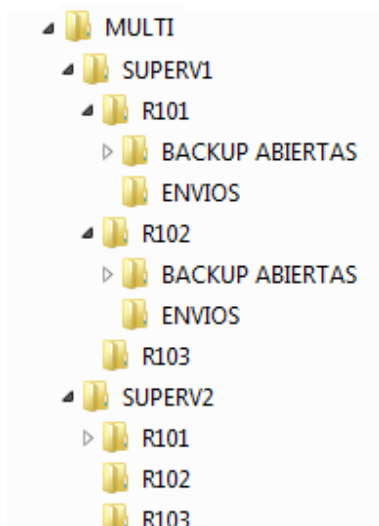 MULTI
SUPERV1
R101
BACKUP ABIERTAS
ENVIOS
R102
BACKUP ABIERTAS
ENVIOS
R103
SUPERV2
R101
R102
R103